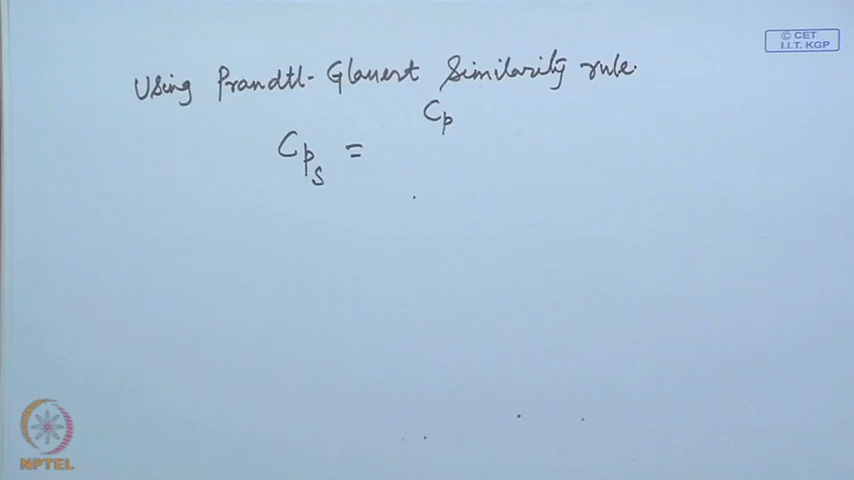 © CET
I.I.T. KGP
Using Prandtl-Glauert Similarity rule.
Cp
Cps =
NPTEL